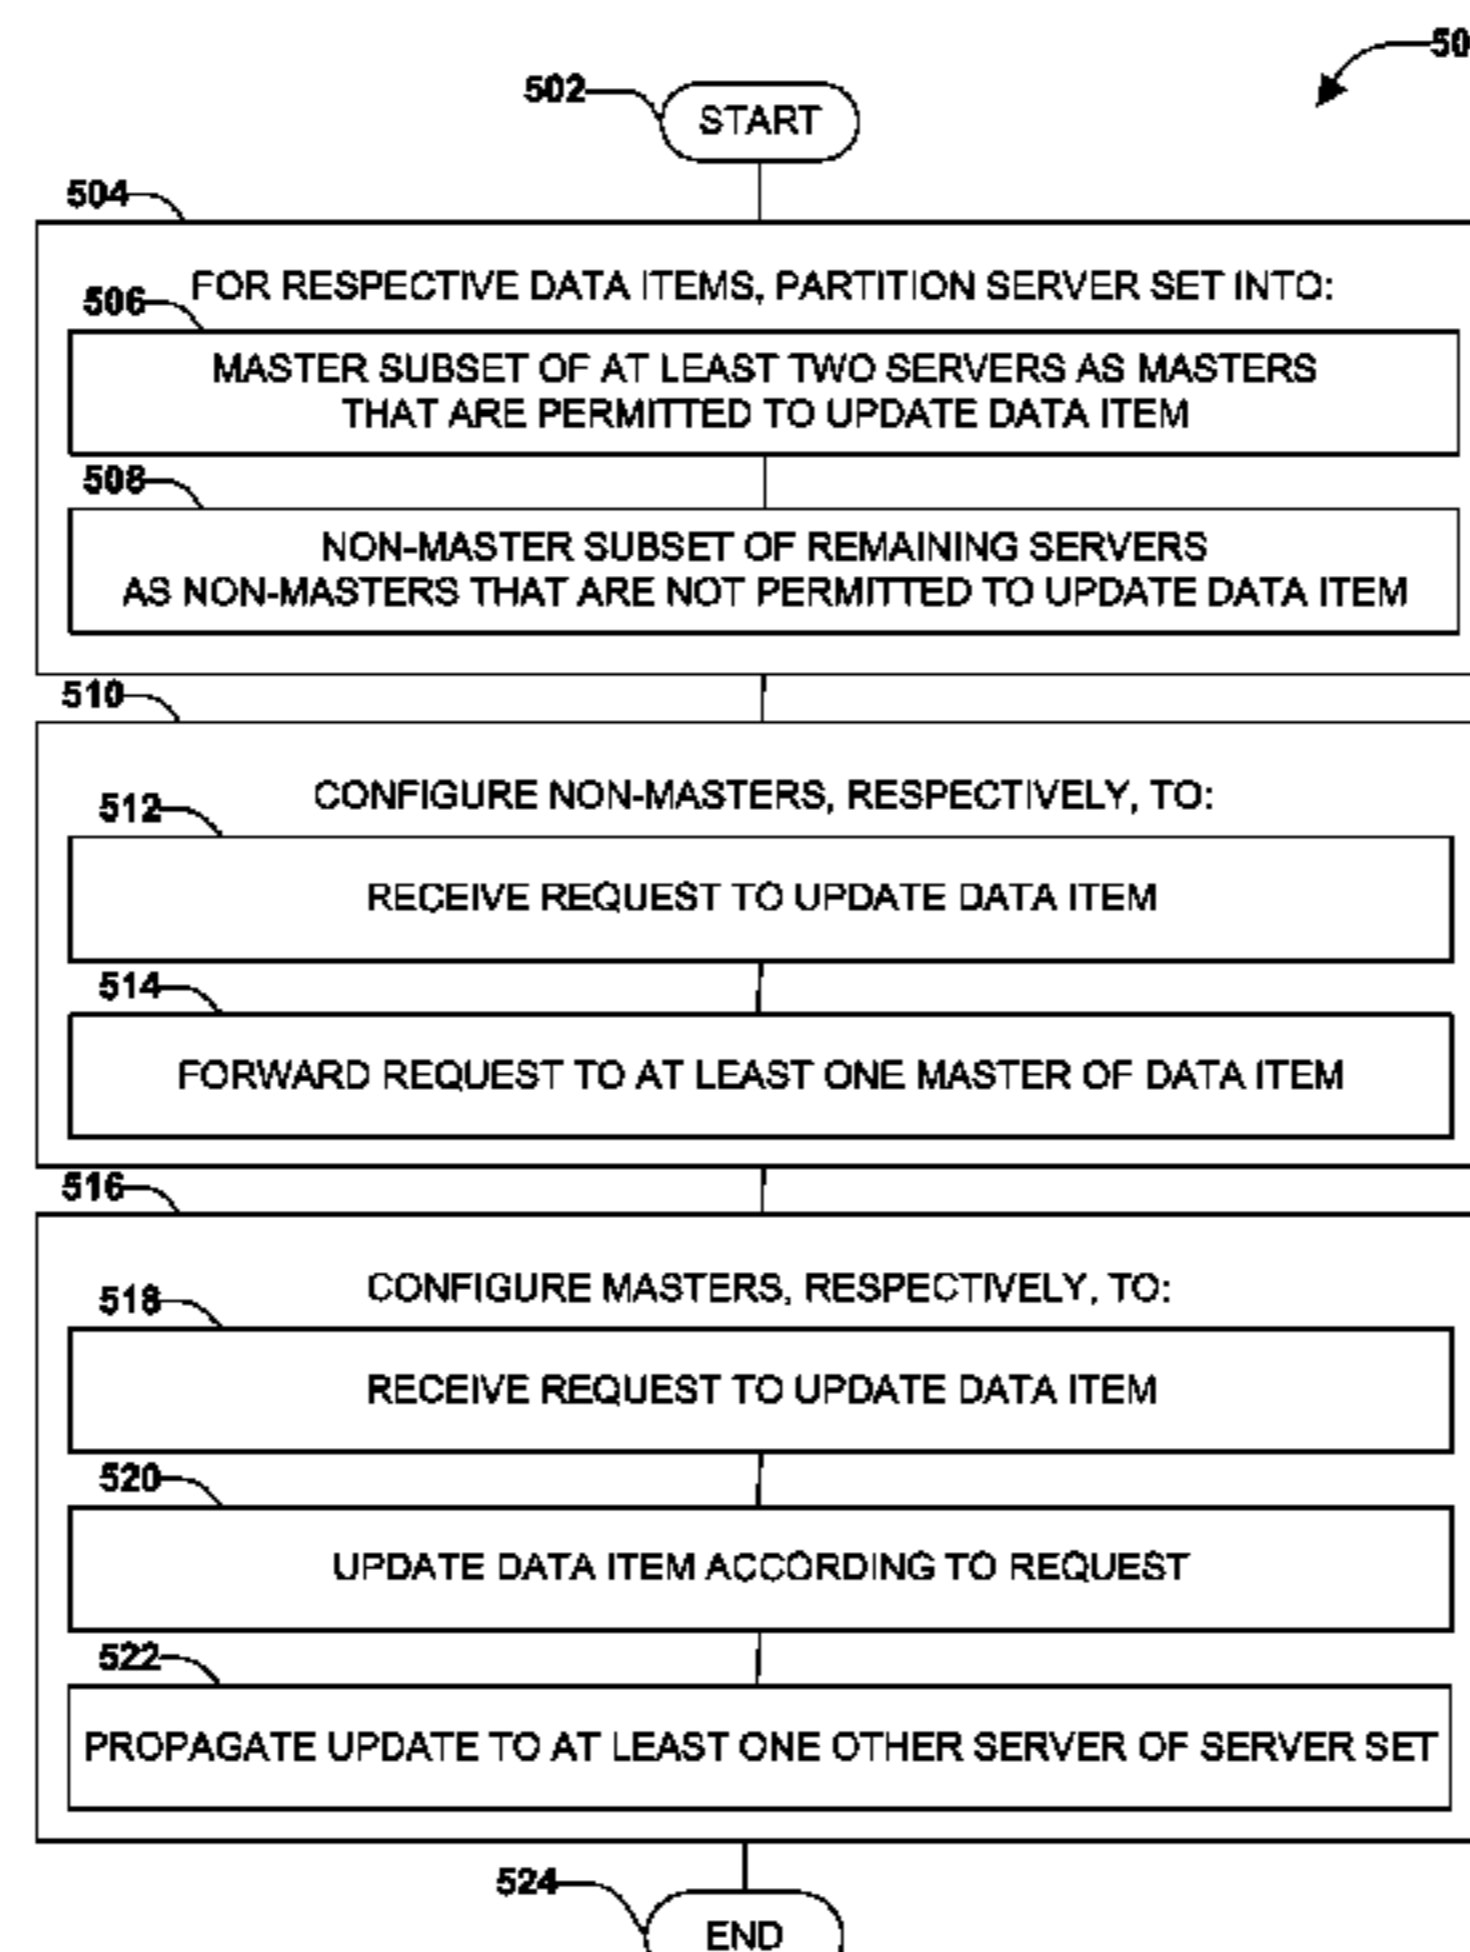 50
502
START
504
FOR RESPECTIVE DATA ITEMS, PARTITION SERVER SET INTO:
506
MASTER SUBSET OF AT LEAST TWO SERVERS AS MASTERS
THAT ARE PERMITTED TO UPDATE DATA ITEM
508
NON-MASTER SUBSET OF REMAINING SERVERS
AS NON-MASTERS THAT ARE NOT PERMITTED TO UPDATE DATA ITEM
510
CONFIGURE NON-MASTERS, RESPECTIVELY, TO:
512
RECEIVE REQUEST TO UPDATE DATA ITEM
514
FORWARD REQUEST TO AT LEAST ONE MASTER OF DATA ITEM
516
CONFIGURE MASTERS, RESPECTIVELY, TO:
518
RECEIVE REQUEST TO UPDATE DATA ITEM
520
UPDATE DATA ITEM ACCORDING TO REQUEST
522
PROPAGATE UPDATE TO AT LEAST ONE OTHER SERVER OF SERVER SET
524
END